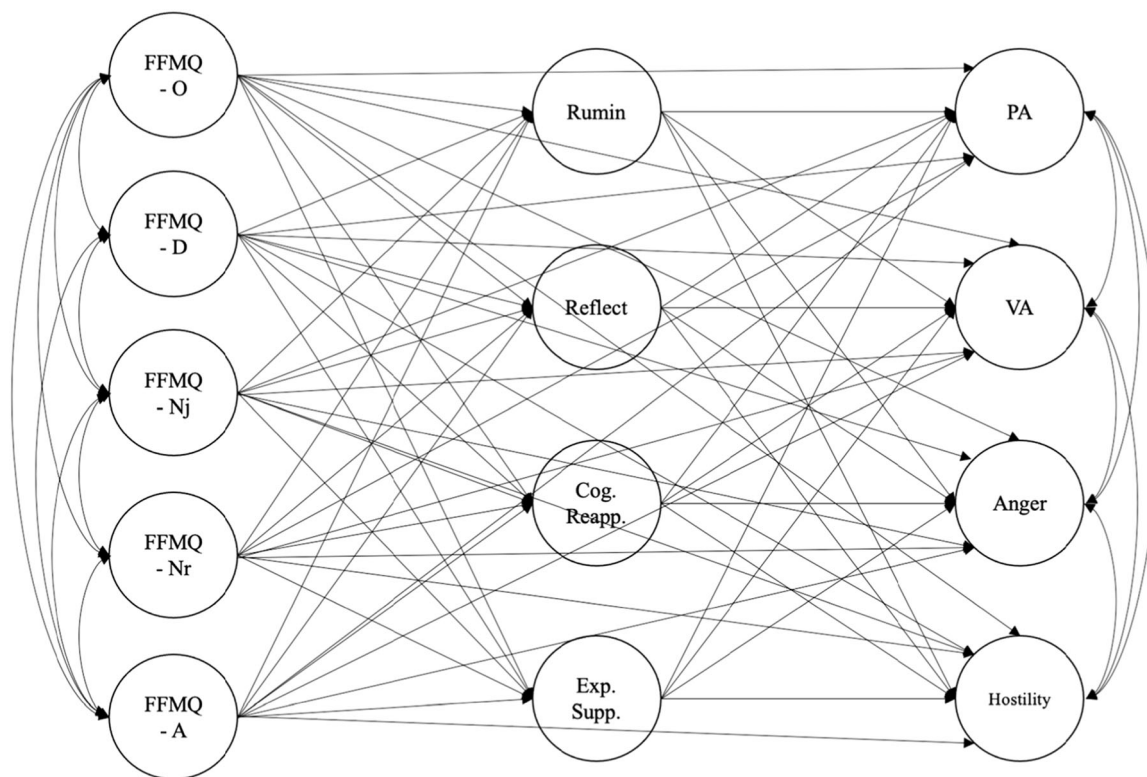 FFMQ
- O
FFMQ
- D
FFMQ
- Nj
FFMQ
- Nr
FFMQ
- A
Rumin
Reflect
Cog.
Reapp.
Exp.
Supp.
PA
VA
Anger
Hostility